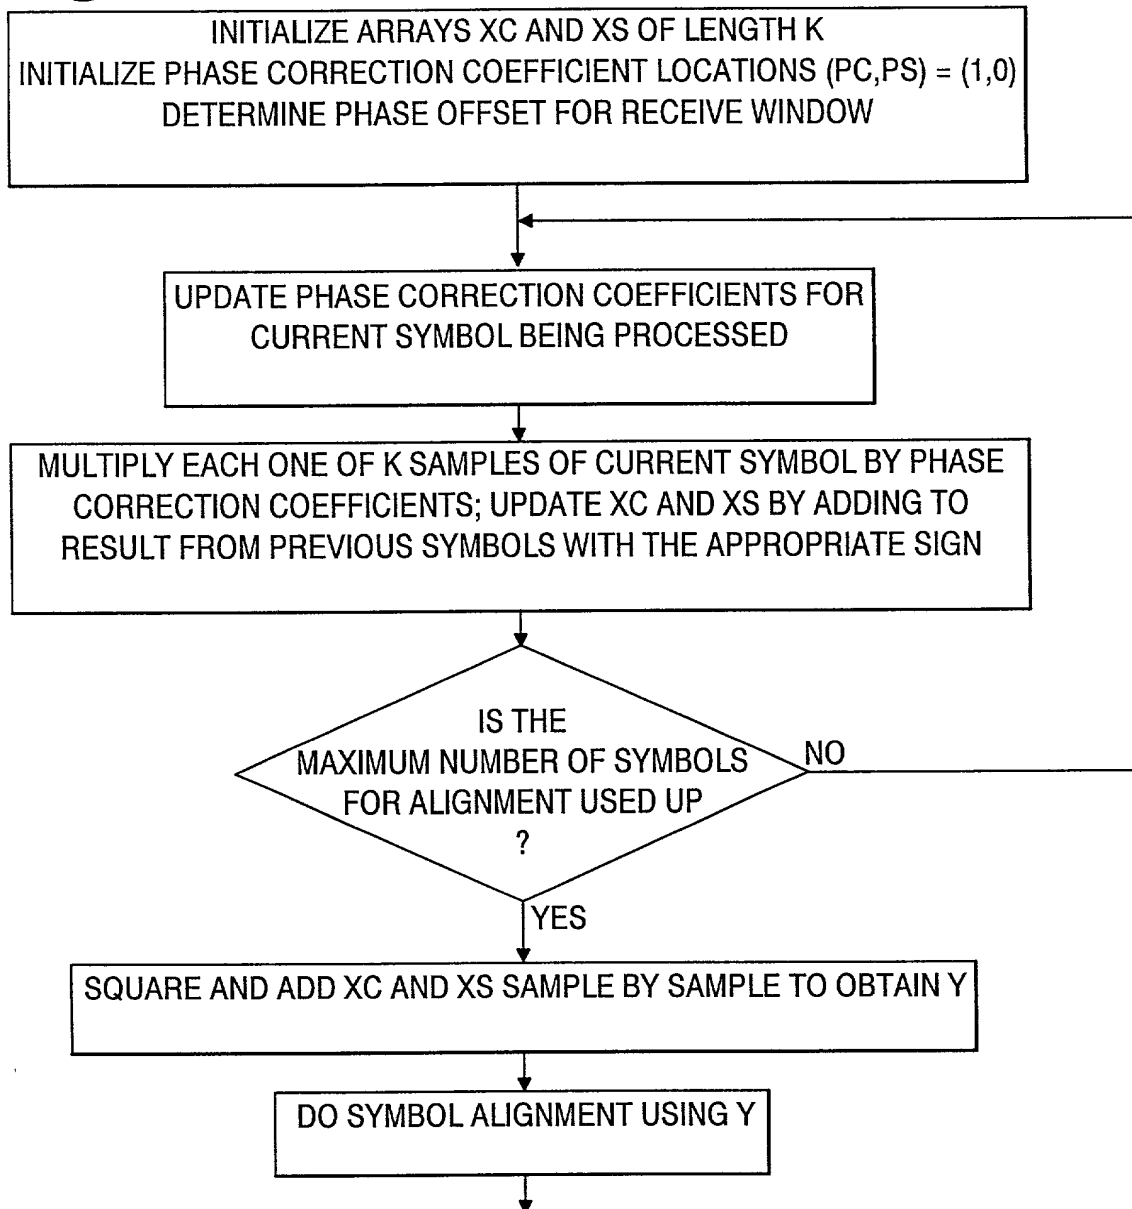 INITIALIZE ARRAYS XC AND XS OF LENGTH K
INITIALIZE PHASE CORRECTION COEFFICIENT LOCATIONS (PC,PS) = (1,0)
DETERMINE PHASE OFFSET FOR RECEIVE WINDOW
UPDATE PHASE CORRECTION COEFFICIENTS FOR
CURRENT SYMBOL BEING PROCESSED
MULTIPLY EACH ONE OF K SAMPLES OF CURRENT SYMBOL BY PHASE
CORRECTION COEFFICIENTS; UPDATE XC AND XS BY ADDING TO
RESULT FROM PREVIOUS SYMBOLS WITH THE APPROPRIATE SIGN
IS THE
MAXIMUM NUMBER OF SYMBOLS
FOR ALIGNMENT USED UP
?
NO
YES
SQUARE AND ADD XC AND XS SAMPLE BY SAMPLE TO OBTAIN Y
DO SYMBOL ALIGNMENT USING Y